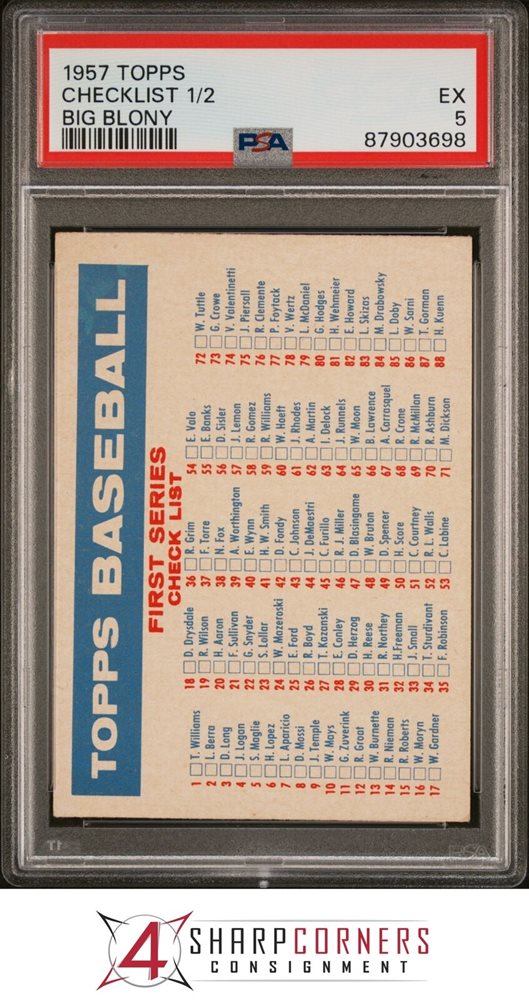 1957 TOPPS
CHECKLIST 1/2 EX
BIG BLONY 5
PSA 87903698
TOPPS BASEBALL
FIRST SERIES
CHECK LIST
1 T. Williams
2 L. Berra
3 D. Long
4 J. Logan
5 S. Maglie
6 H. Lopez
7 L. Aparicio
8 D. Mossi
9 J. Temple
10 W. Mays
11 G. Zuverink
12 R. Groat
13 W. Burnette
14 R. Nieman
15 R. Roberts
16 W. Moryn
17 W. Gardner
18 D. Drysdale
19 R. Wilson
20 H. Aaron
21 F. Sullivan
22 G. Snyder
23 S. Lollar
24 W. Mazeroski
25 E. Ford
26 R. Boyd
27 T. Kazanski
28 E. Conley
29 D. Herzog
30 H. Reese
31 R. Northey
32 H.Freeman
33 J. Small
34 T. Sturdivant
35 F. Robinson
36 R. Grim
37 F. Torre
38 N. Fox
39 A. Worthington
40 E. Wynn
41 H. W. Smith
42 D. Fondy
43 C. Johnson
44 J. DeMaestri
45 C. Furillo
46 R. J. Miller
47 D. Blasingame
48 W. Bruton
49 D. Spencer
50 H. Score
51 C. Courtney
52 R. L. Walls
53 C. Labine
54 E. Valo
55 E. Banks
56 D. Sisler
57 J. Lemon
58 R. Gomez
59 R. Williams
60 W. Hoeft
61 J. Rhodes
62 A. Martin
63 I. Delock
64 J. Runnels
65 W. Moon
66 B. Lawrence
67 A. Carrasquel
68 R. Crone
69 R. McMillan
70 R. Ashburn
71 M. Dickson
72 W. Tuttle
73 G. Crowe
74 V. Valentinetti
75 J. Piersall
76 R. Clemente
77 P. Foytack
78 V. Wertz
79 L. McDaniel
80 G. Hodges
81 H. Wehmeier
82 E. Howard
83 L. Skizas
84 M. Drabowsky
85 L. Doby
86 W. Sarni
87 T. Gorman
88 H. Kuenn
PSA
4 SHARPCORNERS
CONSIGNMENT